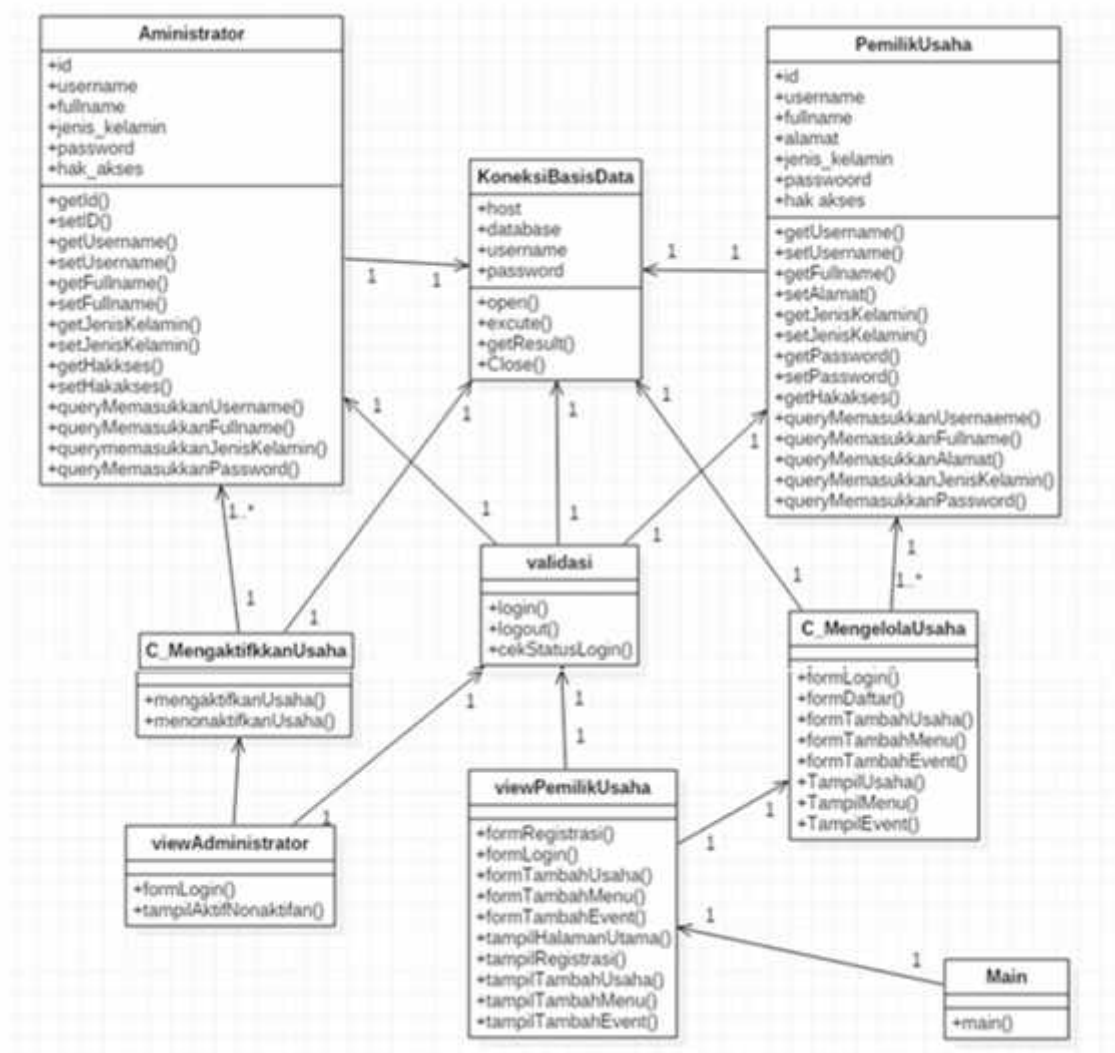 Aministrator
+id
+username
+fullname
+jenis_kelamin
+password
+hak_akses
+getId()
+setID()
+getUsername()
+setUsername()
+getFullname()
+setFullname()
+getJenisKelamin()
+setJenisKelamin()
+getHakkses()
+setHakakses()
+queryMemasukkanUsername()
+queryMemasukkanFullname()
+querymemasukkanJenisKelamin()
+queryMemasukkanPassword()
KoneksiBasisData
+host
+database
+username
+password
+open()
+excute()
+getResult()
+Close()
PemilikUsaha
+id
+username
+fullname
+alamat
+jenis_kelamin
+passwoord
+hak akses
+getUsername()
+setUsername()
+getFullname()
+setAlamat()
+getJenisKelamin()
+setJenisKelamin()
+getPassword()
+setPassword()
+getHakakses()
+queryMemasukkanUsernaeme()
+queryMemasukkanFullname()
+queryMemasukkanAlamat()
+queryMemasukkanJenisKelamin()
+queryMemasukkanPassword()
1
1
1
1
1
1
1
1
1
1
1
1
1
1
1..*
1
1
1..*
C_MengaktifkkanUsaha
+mengaktifkanUsaha()
+menonaktifkanUsaha()
validasi
+login()
+logout()
+cekStatusLogin()
C_MengelolaUsaha
+formLogin()
+formDaftar()
+formTambahUsaha()
+formTambahMenu()
+formTambahEvent()
+TampilUsaha()
+TampilMenu()
+TampilEvent()
1
1
1
1
1
1
viewAdministrator
+formLogin()
+tampilAktifNonaktifan()
viewPemilikUsaha
+formRegistrasi()
+formLogin()
+formTambahUsaha()
+formTambahMenu()
+formTambahEvent()
+tampilHalamanUtama()
+tampilRegistrasi()
+tampilTambahUsaha()
+tampilTambahMenu()
+tampilTambahEvent()
1
1
Main
+main()